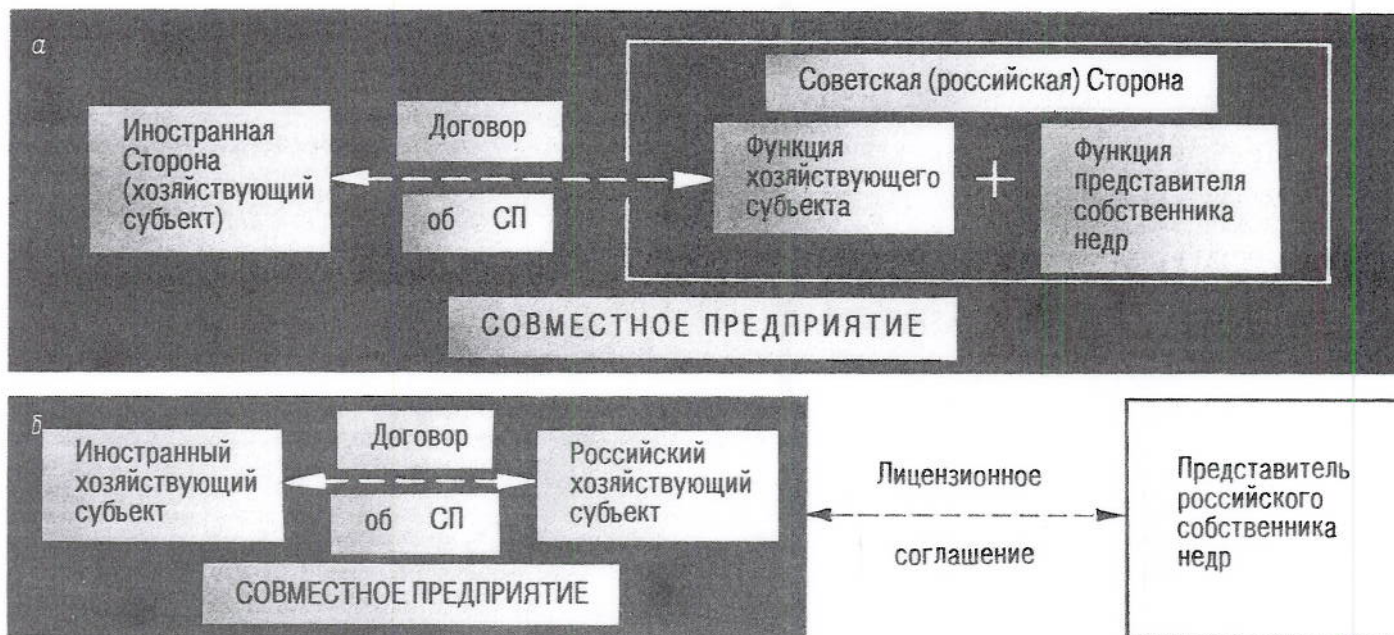 а
Советская (российская) Сторона
Иностранная
Сторона
(хозяйствующий
субъект)
Договор
об СП
Функция
хозяйствующего
субъекта
+
Функция
представителя
собственника
недр
СОВМЕСТНОЕ ПРЕДПРИЯТИЕ
б
Иностранный
хозяйствующий
субъект
Договор
об СП
Российский
хозяйствующий
субъект
СОВМЕСТНОЕ ПРЕДПРИЯТИЕ
Лицензионное
соглашение
Представитель
российского
собственника
недр